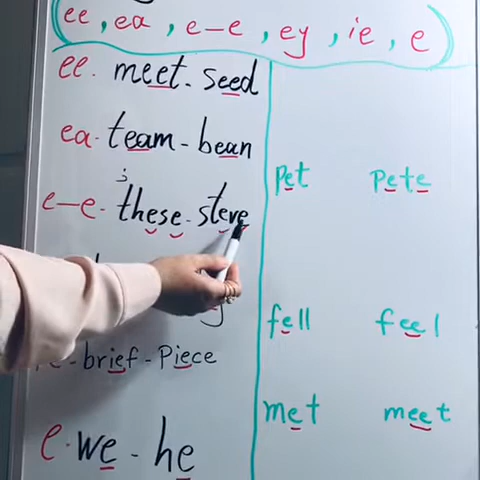 ee , ea , e-e , ey , ie , e
ee. meet - seed
ea. team - bean
pet pete
e-e. these - steve
fell feel
brief - Piece
met meet
e. we - he